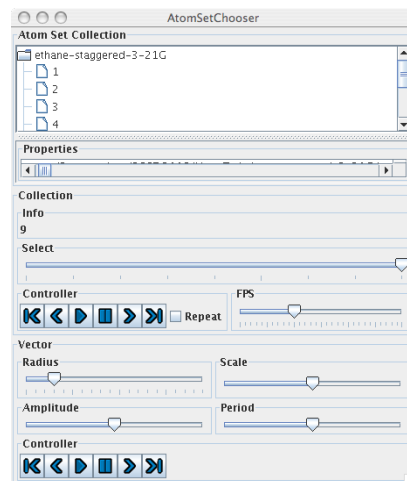 AtomSetChooser
Atom Set Collection
ethane-staggered-3-21G
1
2
3
4
Properties
Collection
Info
9
Select
Controller
FPS
Repeat
Vector
Radius
Scale
Amplitude
Period
Controller